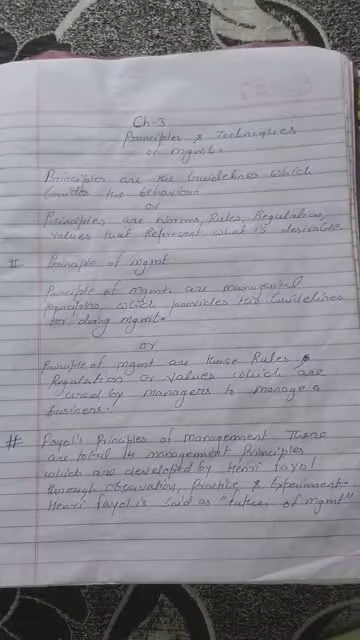 Ch-3
Principles & Techniques
of mgmt.
Principles are the Guidelines which
Guides the behaviour
or
Principles are Norms, Rules, Regulation,
values that Represent what is desirable.
II Principle of mgmt
Principle of mgmt. are managerial
principles which provides the Guidelines
for doing mgmt.
or
Principle of mgmt are those Rules &
Regulation or values which are
used by managers to manage a
business.
# Fayol's Principles of management There
are total 14 management Principles
which are developed by Henri Fayol
through observation, Practice & Experiment.
Henri Fayol is said as "father of mgmt"